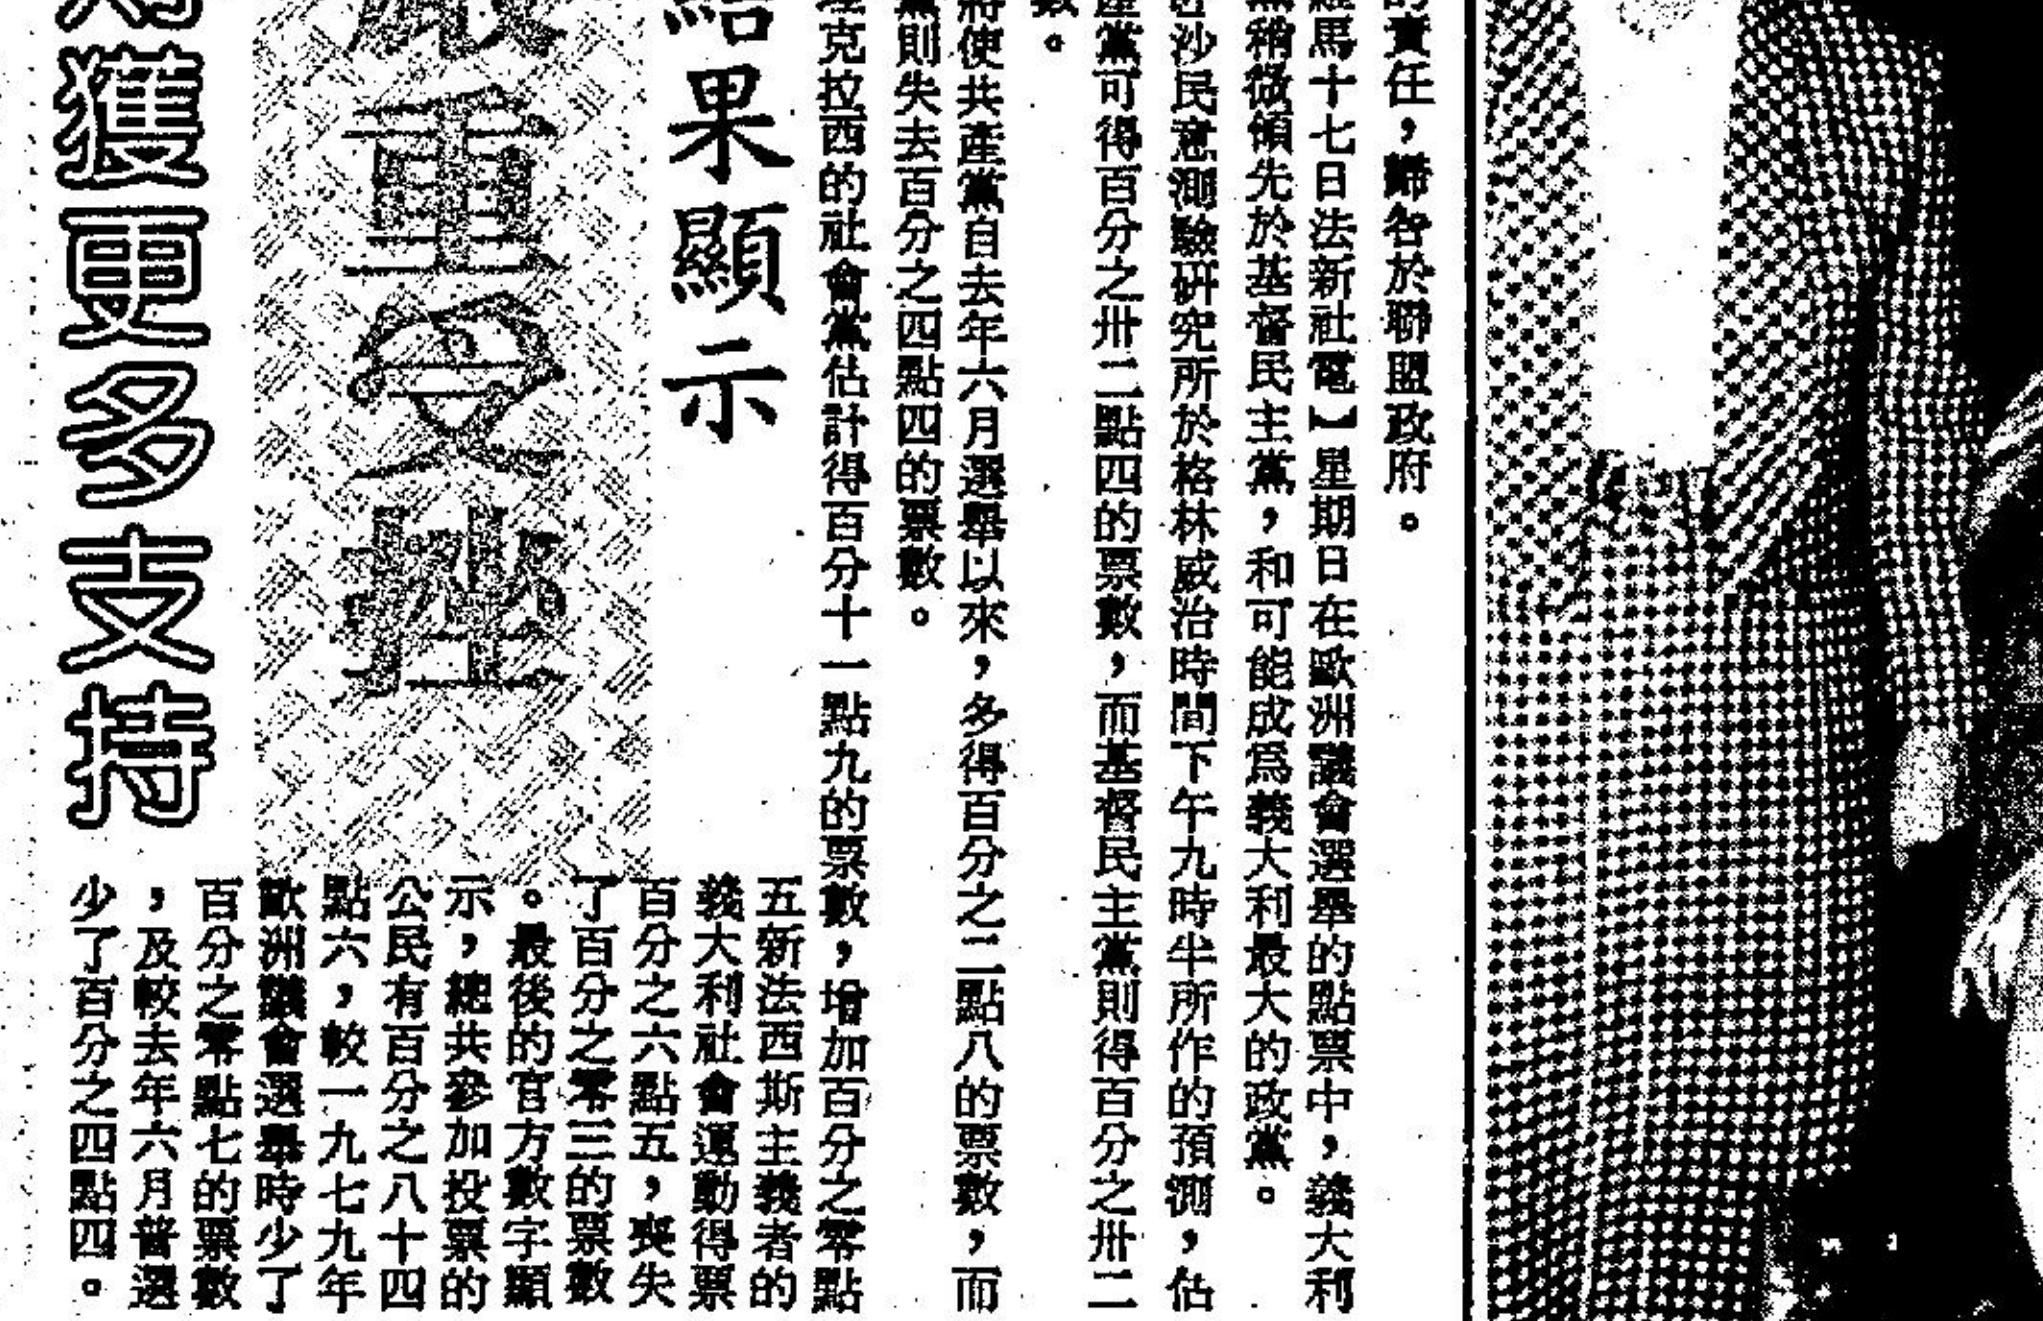 的責任，歸咎於聯盟政府。
羅馬十七日法新社電】星期日在歐洲議會選舉的點票中，義大利
黨稍微領先於基督民主黨，和可能成為義大利最大的政黨。
沙民意測驗研究所於格林威治時間下午九時半所作的預測，估
產黨可得百分之卅二點四的票數，而基督民主黨則得百分之卅二
數。
將使共產黨自去年六月選舉以來，多得百分之二點八的票數，而
黨則失去百分之四點四的票數。
克拉西的社會黨估計得百分十一點九的票數，增加百分之零點
五新法西斯主義者的
義大利社會運動得票
百分之六點五，喪失
了百分之零三的票數
。最後的官方數字顯
示，總共參加投票的
公民有百分之八十四
點六，較一九七九年
歐洲議會選舉時少了
百分之零點七的票數
，及較去年六月普選
少了百分之四點四。
結果顯示
嚴重受挫
獲更多支持